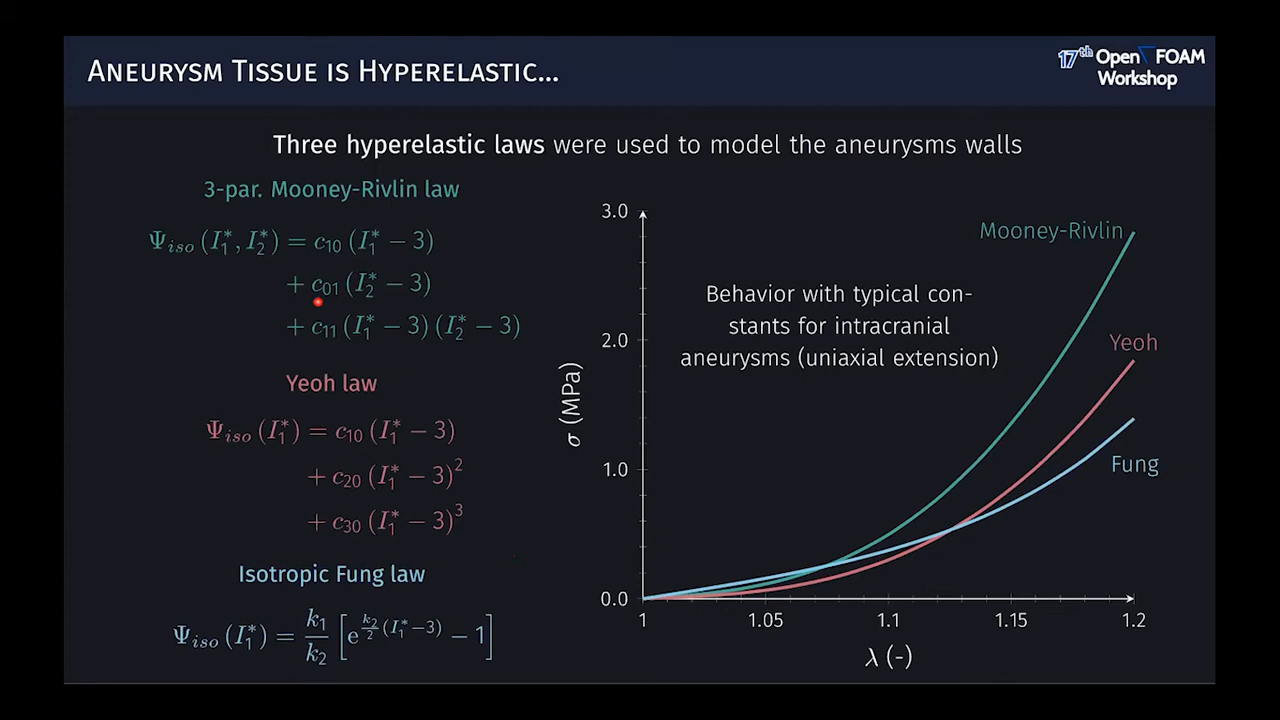 ANEURYSM TISSUE IS HYPERELASTIC...
17th OpenFOAM
Workshop
Three hyperelastic laws were used to model the aneurysms walls
3-par. Mooney-Rivlin law
Ψ_iso (I₁*, I₂*) = c₁₀ (I₁* − 3)
+ c₀₁ (I₂* − 3)
+ c₁₁ (I₁* − 3) (I₂* − 3)
Yeoh law
Ψ_iso (I₁*) = c₁₀ (I₁* − 3)
+ c₂₀ (I₁* − 3)²
+ c₃₀ (I₁* − 3)³
Isotropic Fung law
Ψ_iso (I₁*) = k₁/k₂ [e^(k₂/2 (I₁*−3)) − 1]
3.0
2.0
1.0
0.0
σ (MPa)
Behavior with typical con-
stants for intracranial
aneurysms (uniaxial extension)
Mooney-Rivlin
Yeoh
Fung
1
1.05
1.1
1.15
1.2
λ (-)